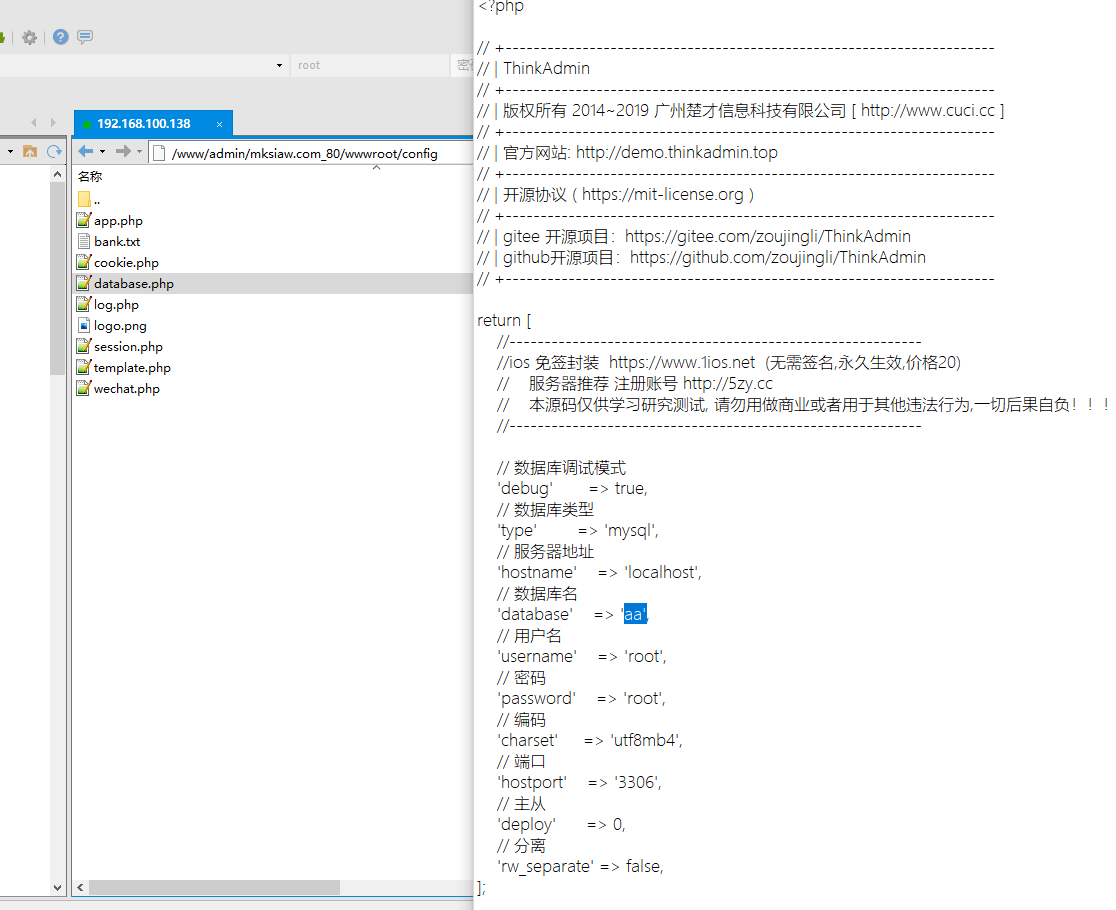 root
192.168.100.138
/www/admin/mksiaw.com_80/wwwroot/config
名称
..
app.php
bank.txt
cookie.php
database.php
log.php
logo.png
session.php
template.php
wechat.php
<?php
// +----------------------------------------------------------------------
// | ThinkAdmin
// +----------------------------------------------------------------------
// | 版权所有 2014~2019 广州楚才信息科技有限公司 [ http://www.cuci.cc ]
// +----------------------------------------------------------------------
// | 官方网站: http://demo.thinkadmin.top
// +----------------------------------------------------------------------
// | 开源协议 ( https://mit-license.org )
// +----------------------------------------------------------------------
// | gitee 开源项目：https://gitee.com/zoujingli/ThinkAdmin
// | github开源项目：https://github.com/zoujingli/ThinkAdmin
// +----------------------------------------------------------------------
return [
//-----------------------------------------------------------
//ios 免签封装 https://www.1ios.net (无需签名,永久生效,价格20)
// 服务器推荐 注册账号 http://5zy.cc
// 本源码仅供学习研究测试, 请勿用做商业或者用于其他违法行为,一切后果自负！！！
//-----------------------------------------------------------
// 数据库调试模式
'debug' => true,
// 数据库类型
'type' => 'mysql',
// 服务器地址
'hostname' => 'localhost',
// 数据库名
'database' => 'aa',
// 用户名
'username' => 'root',
// 密码
'password' => 'root',
// 编码
'charset' => 'utf8mb4',
// 端口
'hostport' => '3306',
// 主从
'deploy' => 0,
// 分离
'rw_separate' => false,
];